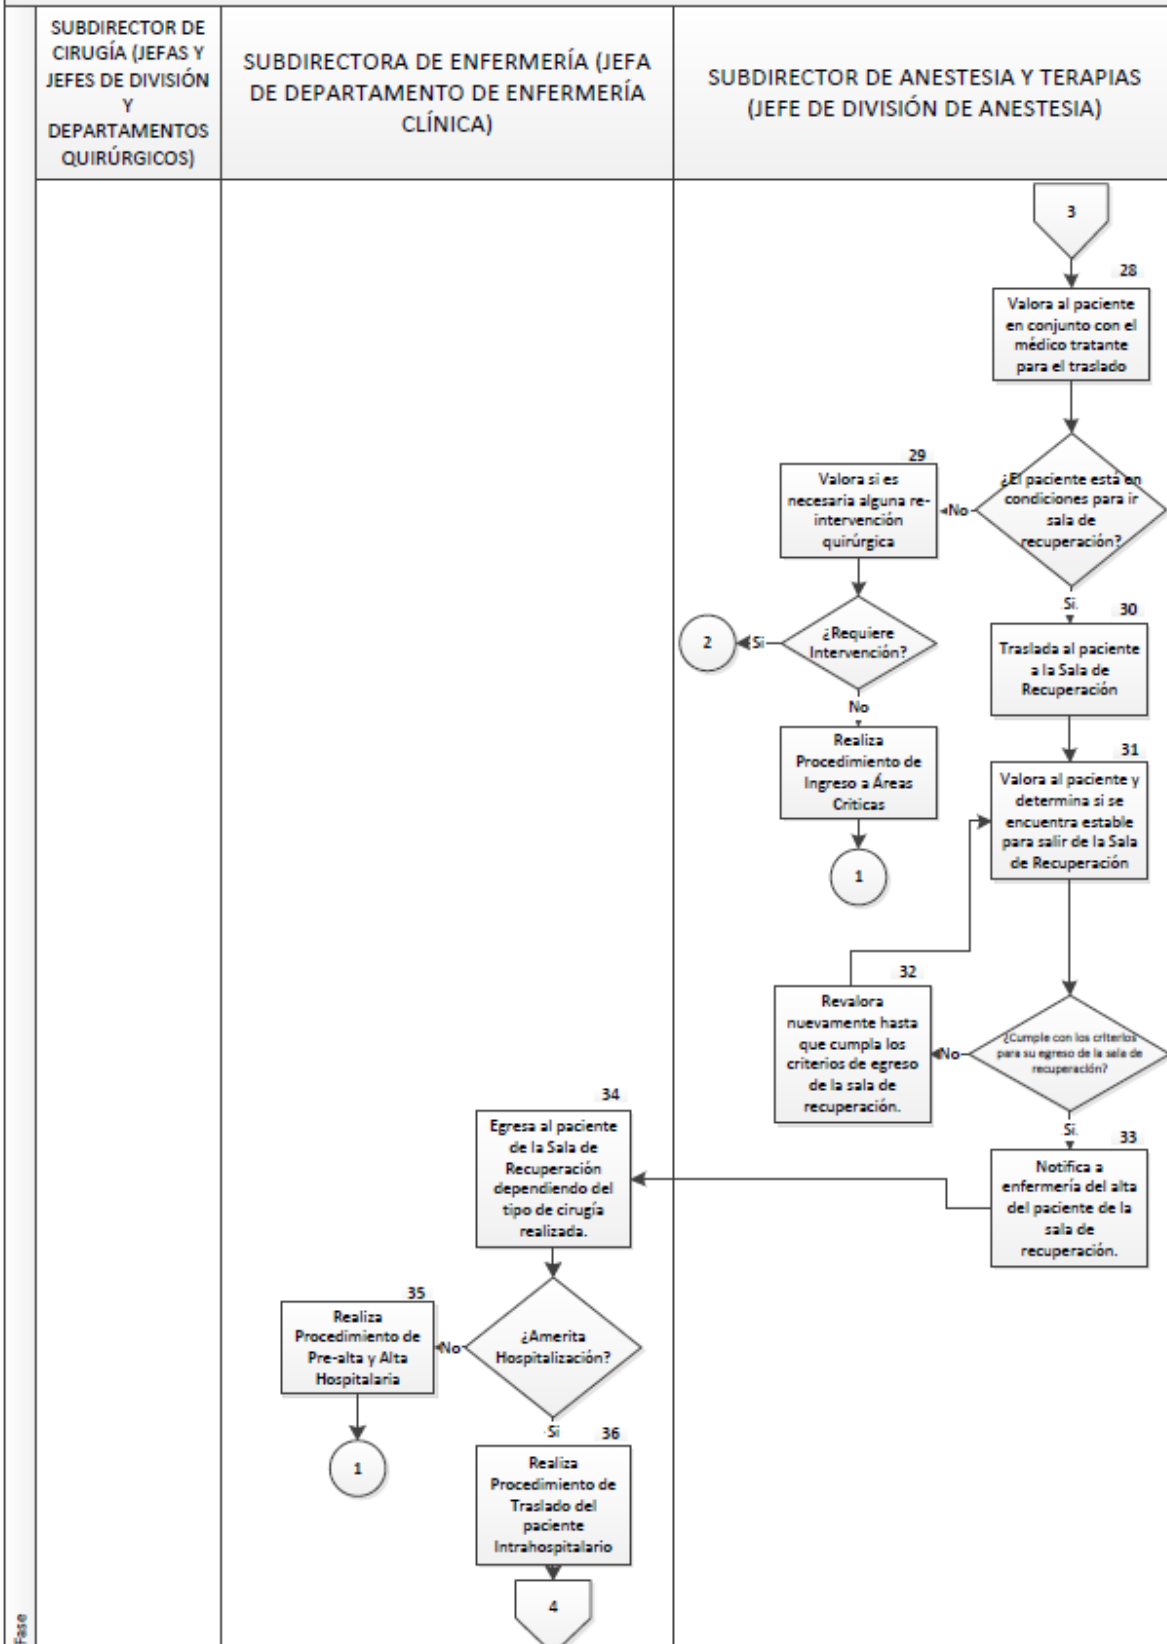 SUBDIRECTOR DE
CIRUGÍA (JEFAS Y
JEFES DE DIVISIÓN
Y
DEPARTAMENTOS
QUIRÚRGICOS)
SUBDIRECTORA DE ENFERMERÍA (JEFA
DE DEPARTAMENTO DE ENFERMERÍA
CLÍNICA)
SUBDIRECTOR DE ANESTESIA Y TERAPIAS
(JEFE DE DIVISIÓN DE ANESTESIA)
3
28
Valora al paciente
en conjunto con el
médico tratante
para el traslado
¿El paciente está en
condiciones para ir
sala de
recuperación?
No
29
Valora si es
necesaria alguna re-
intervención
quirúrgica
¿Requiere
Intervención?
Si
2
No
Realiza
Procedimiento de
Ingreso a Áreas
Criticas
1
Si.
30
Traslada al paciente
a la Sala de
Recuperación
31
Valora al paciente y
determina si se
encuentra estable
para salir de la Sala
de Recuperación
¿Cumple con los criterios
para su egreso de la sala de
recuperación?
No
32
Revalora
nuevamente hasta
que cumpla los
criterios de egreso
de la sala de
recuperación.
Si.
33
Notifica a
enfermería del alta
del paciente de la
sala de
recuperación.
34
Egresa al paciente
de la Sala de
Recuperación
dependiendo del
tipo de cirugía
realizada.
¿Amerita
Hospitalización?
No
35
Realiza
Procedimiento de
Pre-alta y Alta
Hospitalaria
1
Si
36
Realiza
Procedimiento de
Traslado del
paciente
Intrahospitalario
4
Fase